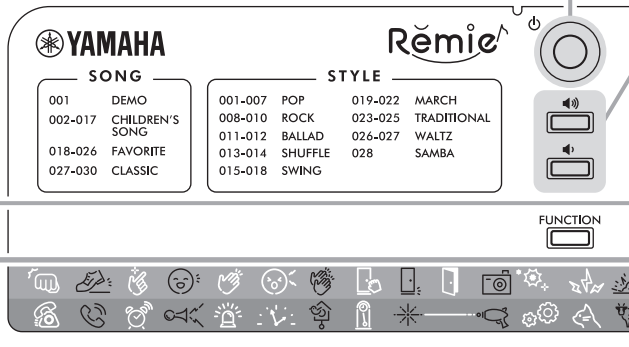 YAMAHA
Remie
SONG
001 DEMO
002-017 CHILDREN'S SONG
018-026 FAVORITE
027-030 CLASSIC
STYLE
001-007 POP 019-022 MARCH
008-010 ROCK 023-025 TRADITIONAL
011-012 BALLAD 026-027 WALTZ
013-014 SHUFFLE 028 SAMBA
015-018 SWING
FUNCTION